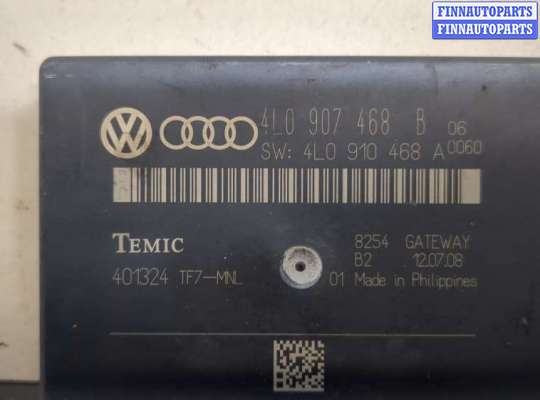 FINNAUTOPARTS
FINNAUTOPARTS
4L0 907 468 B 06
SW: 4L0 910 468 A 0060
TEMIC
8254 GATEWAY
B2 12.07.08
401324 TF7-MNL
01 Made in Philippines